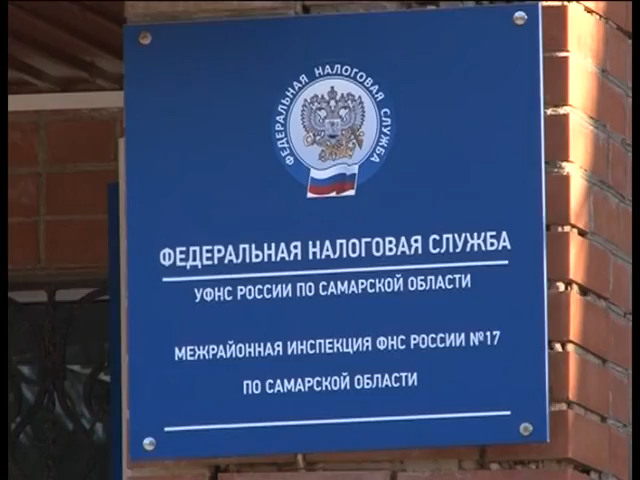 ФЕДЕРАЛЬНАЯ НАЛОГОВАЯ СЛУЖБА
ФЕДЕРАЛЬНАЯ НАЛОГОВАЯ СЛУЖБА
УФНС РОССИИ ПО САМАРСКОЙ ОБЛАСТИ
МЕЖРАЙОННАЯ ИНСПЕКЦИЯ ФНС РОССИИ №17
ПО САМАРСКОЙ ОБЛАСТИ